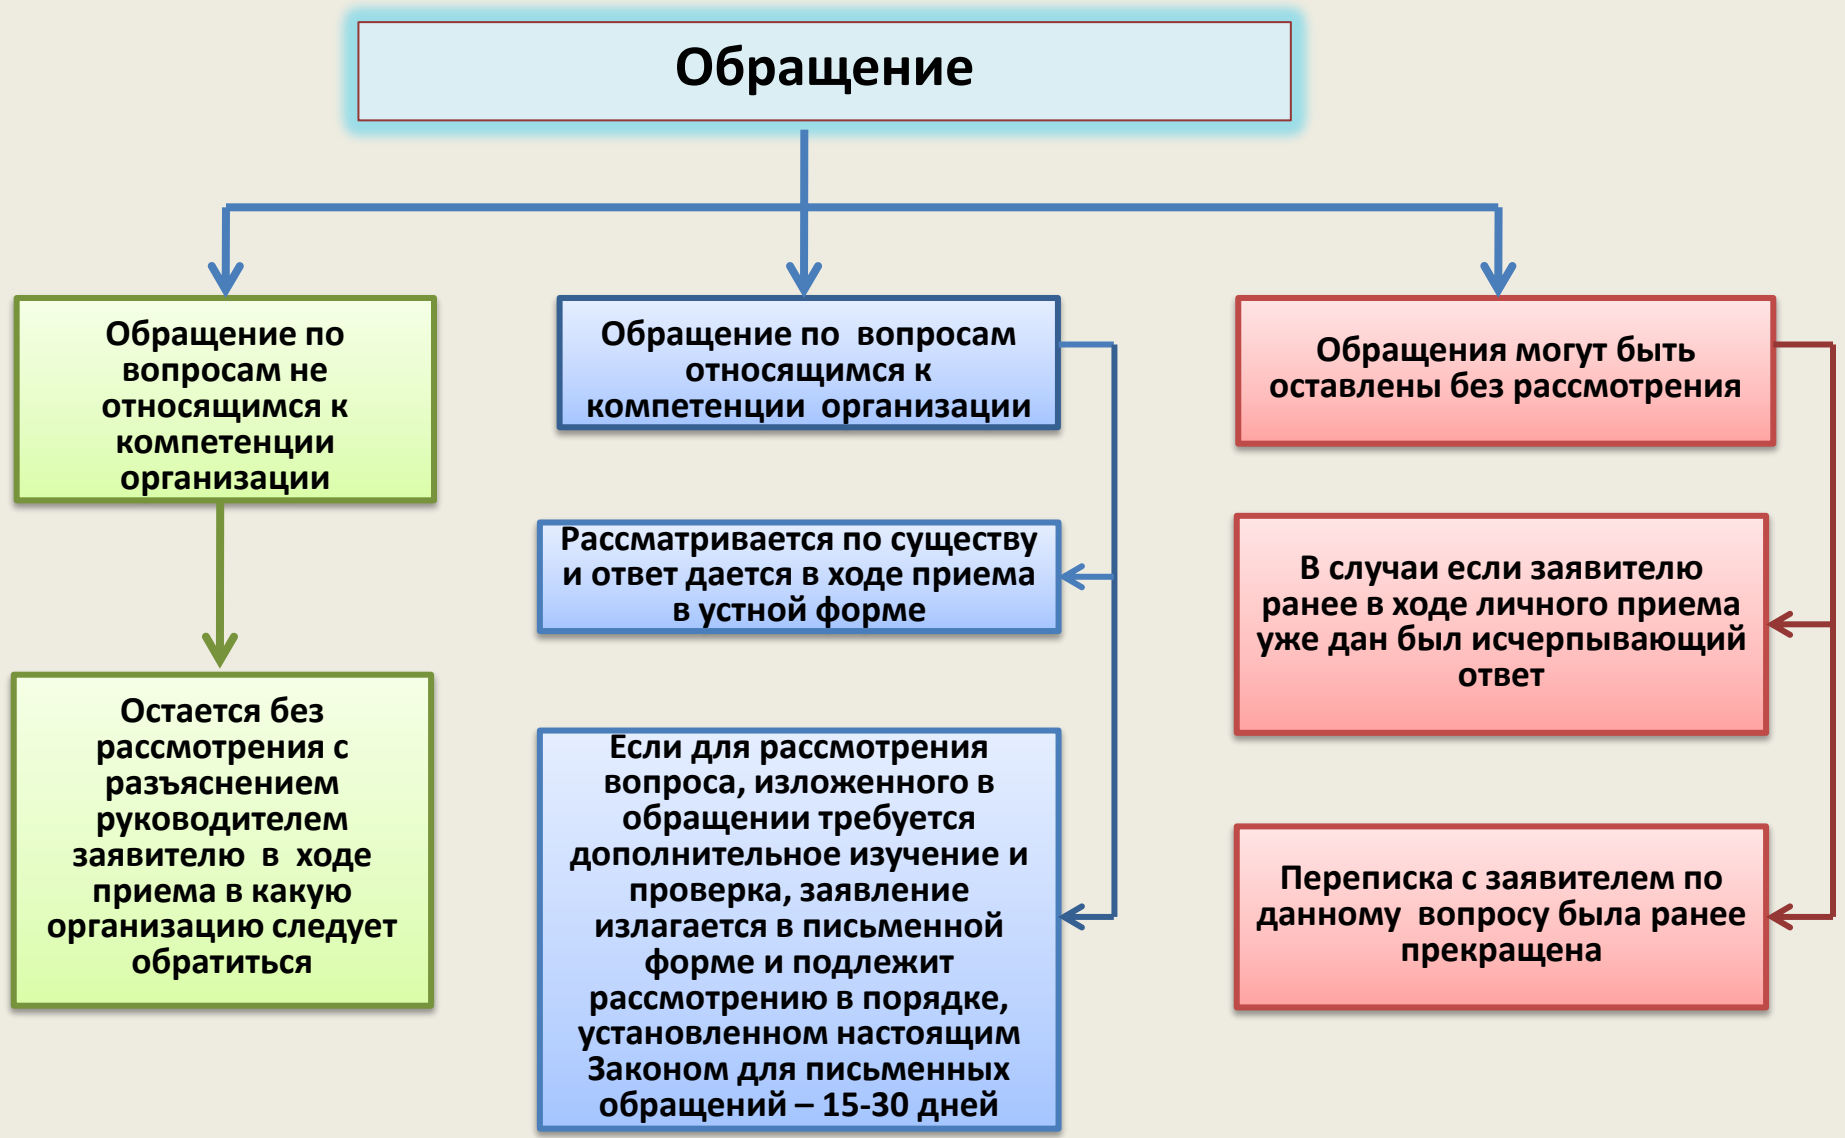 Обращение
Обращение по
вопросам не
относящимся к
компетенции
организации
Остается без
рассмотрения с
разъяснением
руководителем
заявителю в ходе
приема в какую
организацию следует
обратиться
Обращение по вопросам
относящимся к
компетенции организации
Рассматривается по существу
и ответ дается в ходе приема
в устной форме
Если для рассмотрения
вопроса, изложенного в
обращении требуется
дополнительное изучение и
проверка, заявление
излагается в письменной
форме и подлежит
рассмотрению в порядке,
установленном настоящим
Законом для письменных
обращений – 15-30 дней
Обращения могут быть
оставлены без рассмотрения
В случаи если заявителю
ранее в ходе личного приема
уже дан был исчерпывающий
ответ
Переписка с заявителем по
данному вопросу была ранее
прекращена